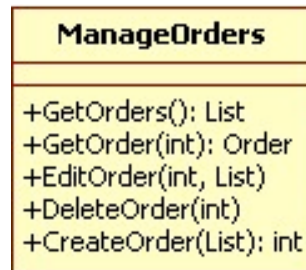 ManageOrders
+GetOrders(): List
+GetOrder(int): Order
+EditOrder(int, List)
+DeleteOrder(int)
+CreateOrder(List): int